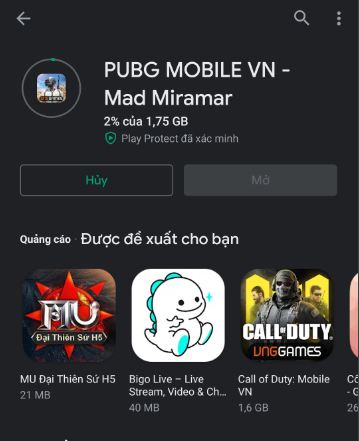 PUBG MOBILE VN -
Mad Miramar
2% của 1,75 GB
Play Protect đã xác minh
Hủy
Mở
Quảng cáo · Được đề xuất cho bạn
MU
Đại Thiên Sứ H5
CALL OF DUTY
VNGGAMES
MU Đại Thiên Sứ H5
21 MB
Bigo Live – Live
Stream, Video & Ch...
40 MB
Call of Duty: Mobile
VN
1,6 GB
- G
26